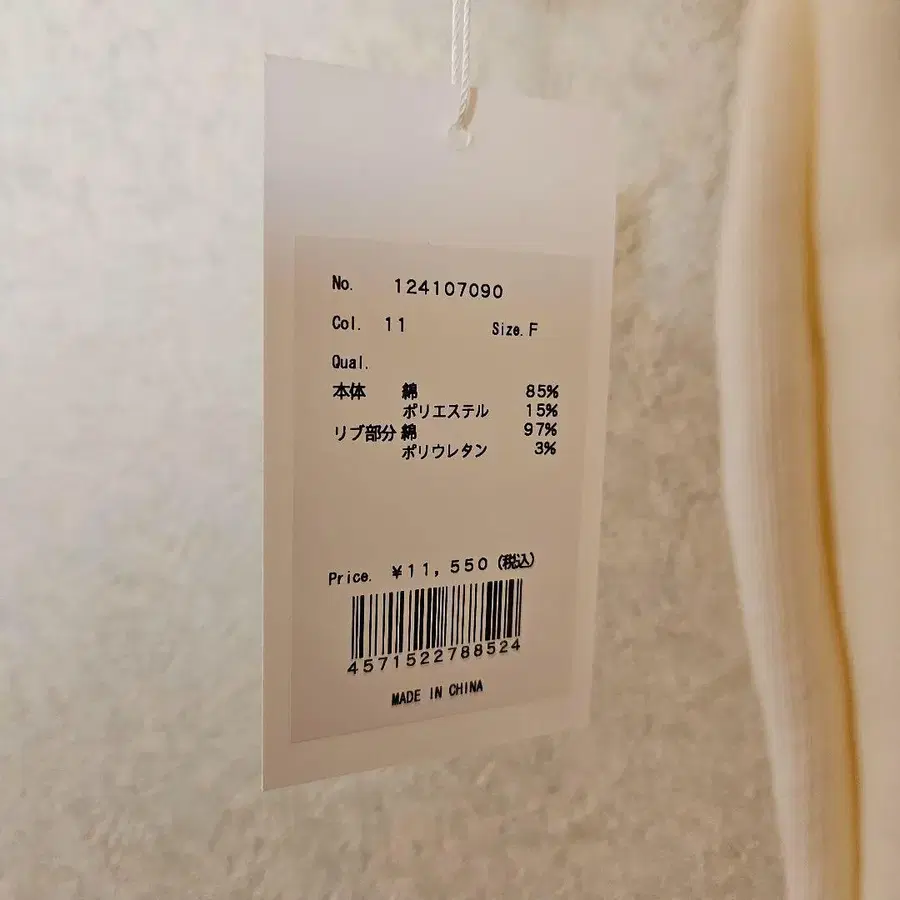 No. 124107090
Col. 11 Size. F
Qual.
本体 綿 85%
ポリエステル 15%
リブ部分 綿 97%
ポリウレタン 3%
Price. ¥11,550 (税込)
4571522788524
MADE IN CHINA